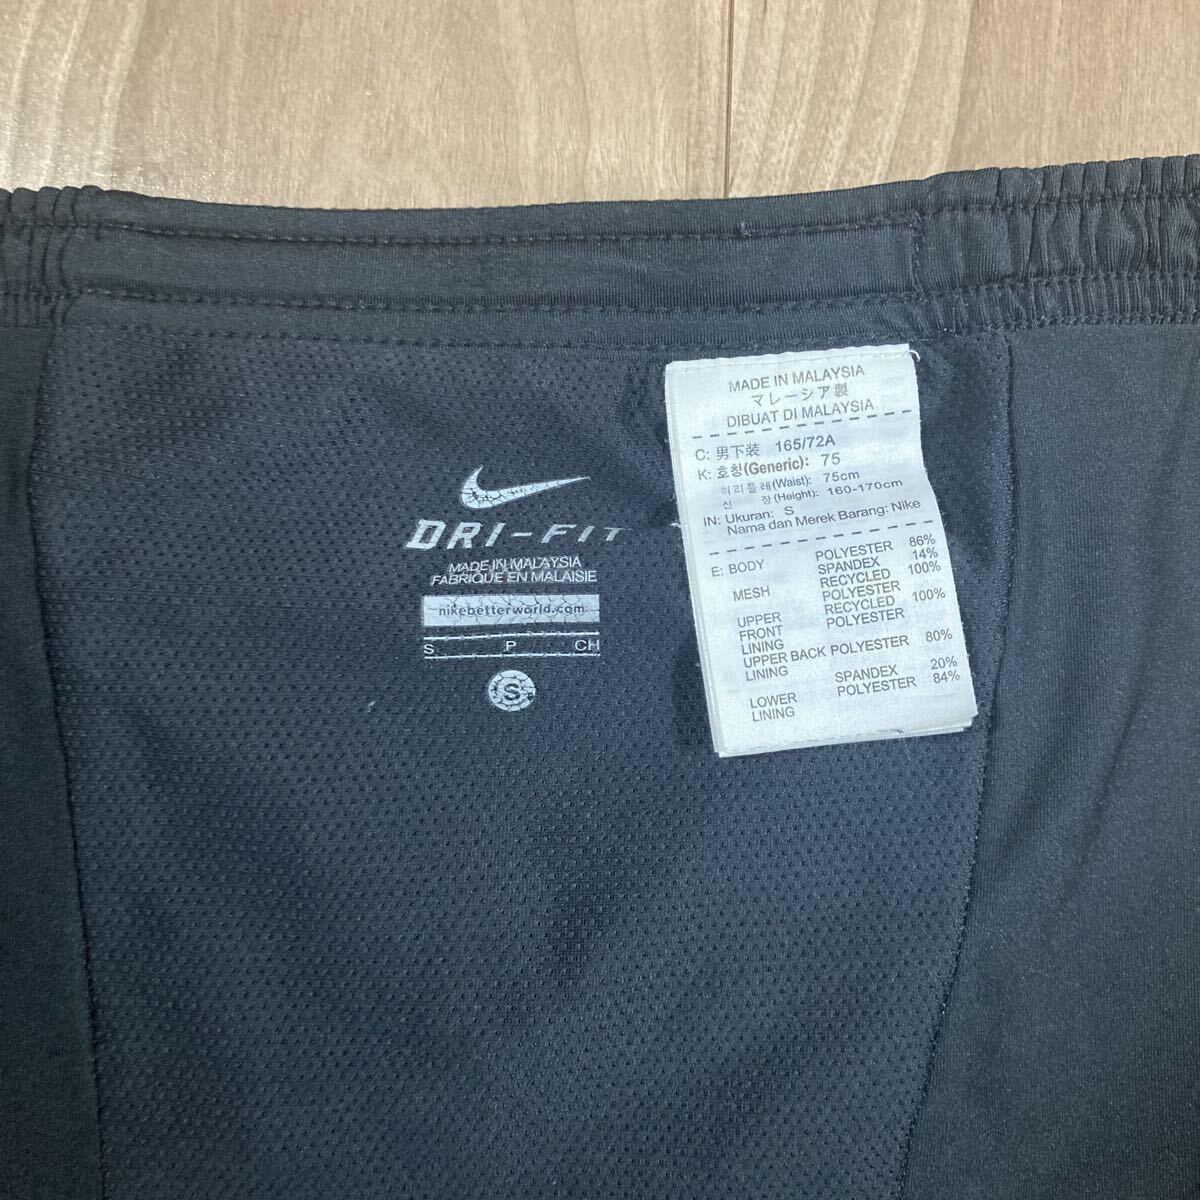 DRI-FIT
MADE IN MALAYSIA
FABRIQUE EN MALAISIE
nikebetterworld.com
S P CH
S
MADE IN MALAYSIA
マレーシア製
DIBUAT DI MALAYSIA
C: 男下装 165/72A
K: 호칭(Generic): 75
허리둘레(Waist): 75cm
신 장(Height): 160-170cm
IN: Ukuran: S
Nama dan Merek Barang: Nike
E: BODY POLYESTER 86%
SPANDEX 14%
MESH RECYCLED 100%
POLYESTER
UPPER RECYCLED 100%
FRONT POLYESTER
LINING
UPPER BACK POLYESTER 80%
LINING
SPANDEX 20%
LOWER POLYESTER 84%
LINING